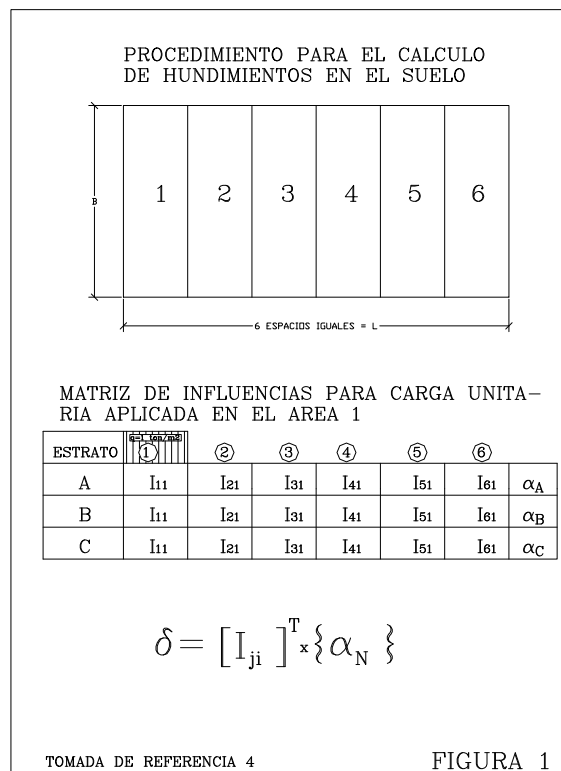 PROCEDIMIENTO PARA EL CALCULO
DE HUNDIMIENTOS EN EL SUELO
B
1 2 3 4 5 6
6 ESPACIOS IGUALES = L
MATRIZ DE INFLUENCIAS PARA CARGA UNITA-
RIA APLICADA EN EL AREA 1
q=1 ton/m2
ESTRATO 1 2 3 4 5 6
A I11 I21 I31 I41 I51 I61 αA
B I11 I21 I31 I41 I51 I61 αB
C I11 I21 I31 I41 I51 I61 αC
δ = [Iji]T x {αN}
TOMADA DE REFERENCIA 4
FIGURA 1